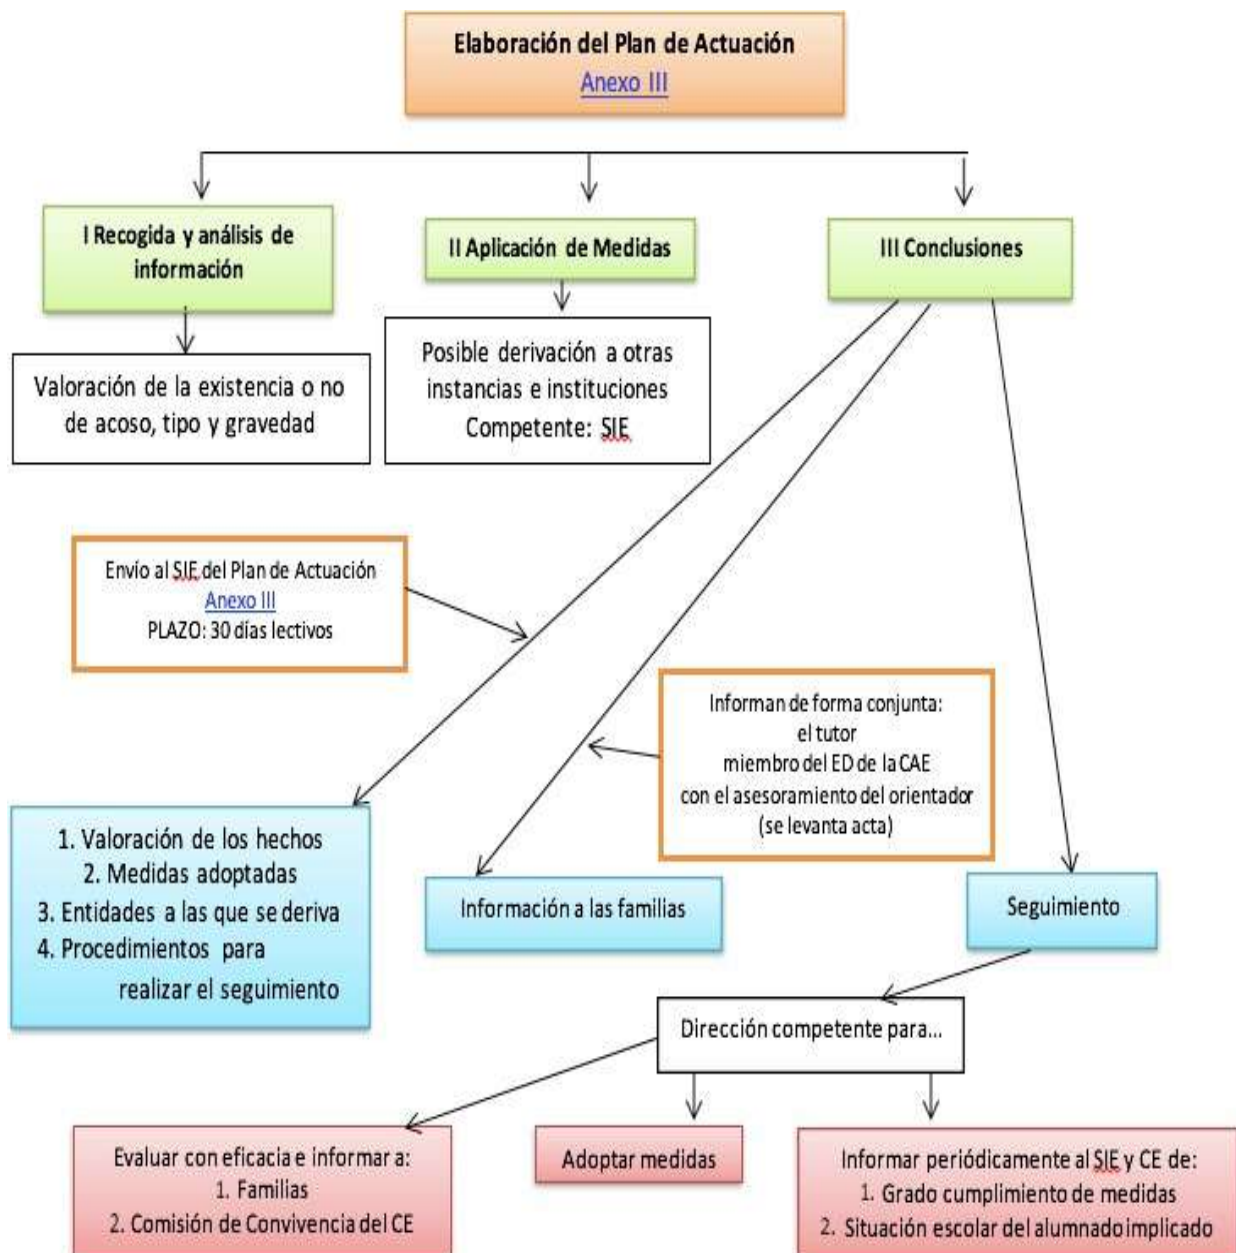 Elaboración del Plan de Actuación
Anexo III
I Recogida y análisis de
información
II Aplicación de Medidas
III Conclusiones
Valoración de la existencia o no
de acoso, tipo y gravedad
Posible derivación a otras
instancias e instituciones
Competente: SIE
Envío al SIE del Plan de Actuación
Anexo III
PLAZO: 30 días lectivos
Informan de forma conjunta:
el tutor
miembro del ED de la CAE
con el asesoramiento del orientador
(se levanta acta)
1. Valoración de los hechos
2. Medidas adoptadas
3. Entidades a las que se deriva
4. Procedimientos para
realizar el seguimiento
Información a las familias
Seguimiento
Dirección competente para...
Evaluar con eficacia e informar a:
1. Familias
2. Comisión de Convivencia del CE
Adoptar medidas
Informar periódicamente al SIE y CE de:
1. Grado cumplimiento de medidas
2. Situación escolar del alumnado implicado